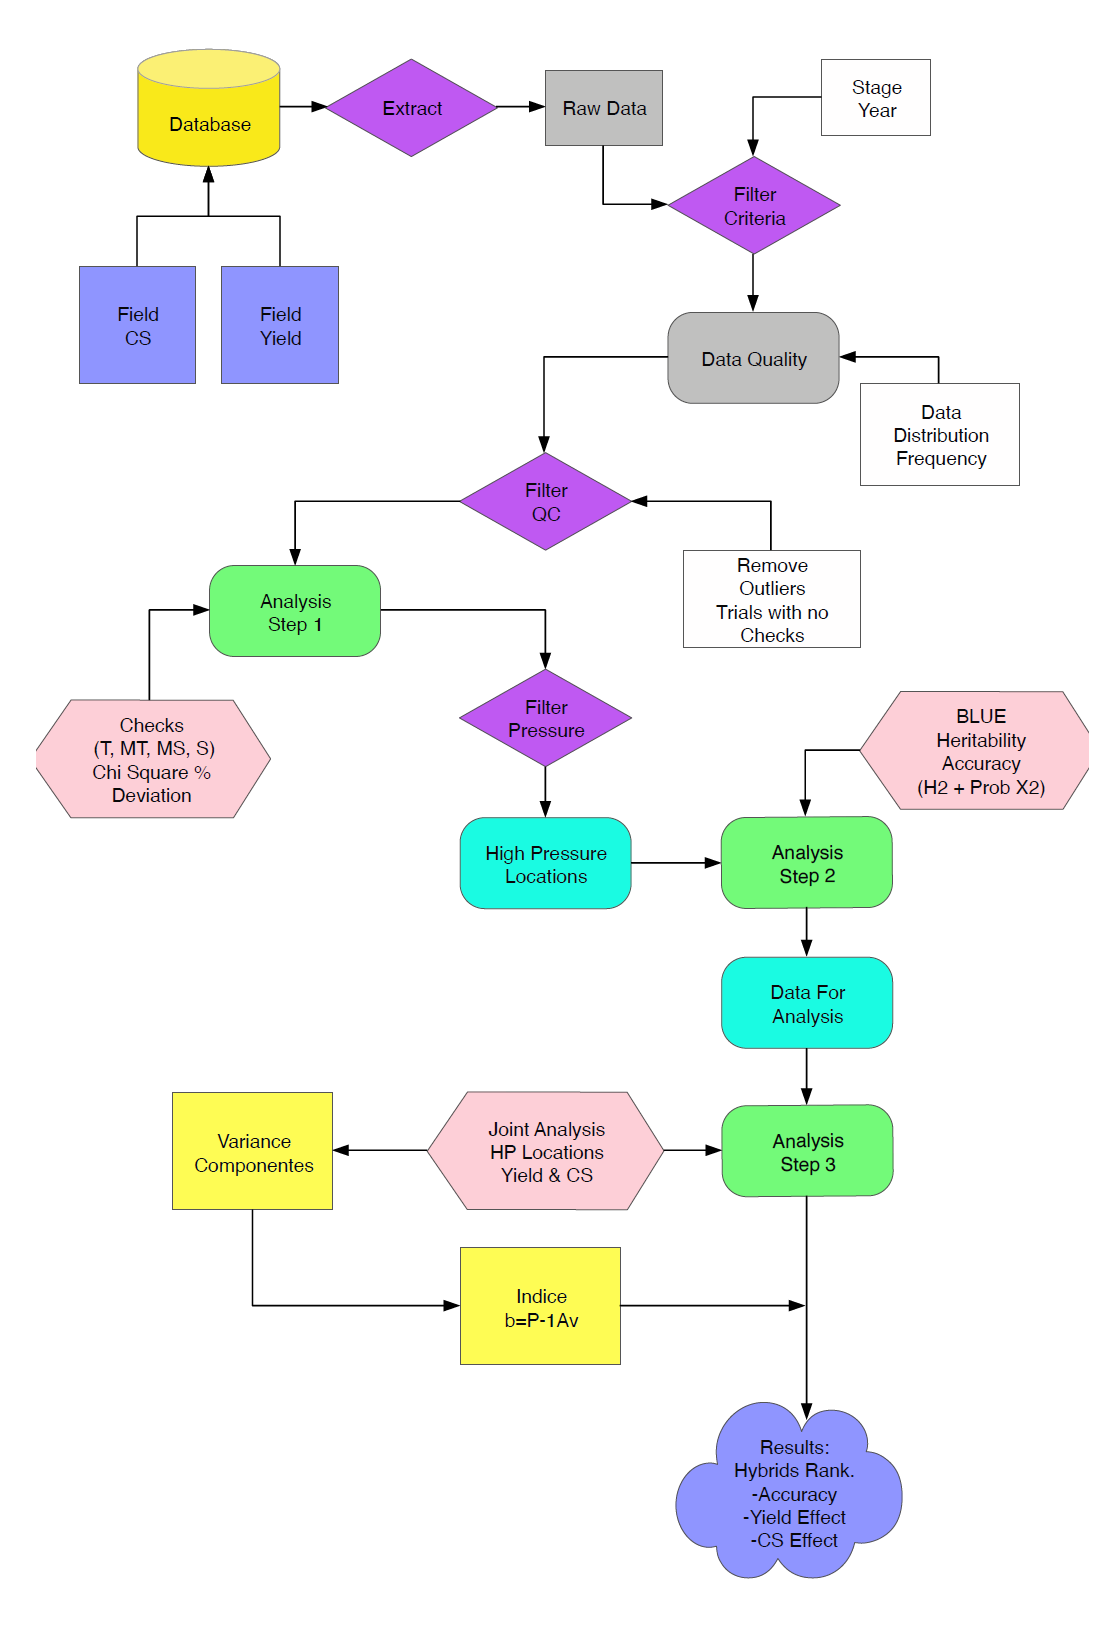 Database
Extract
Raw Data
Stage
Year
Filter
Criteria
Field
CS
Field
Yield
Data Quality
Data
Distribution
Frequency
Filter
QC
Remove
Outliers
Trials with no
Checks
Analysis
Step 1
Checks
(T, MT, MS, S)
Chi Square %
Deviation
Filter
Pressure
BLUE
Heritability
Accuracy
(H2 + Prob X2)
High Pressure
Locations
Analysis
Step 2
Data For
Analysis
Variance
Componentes
Joint Analysis
HP Locations
Yield & CS
Analysis
Step 3
Indice
b=P-1Av
Results:
Hybrids Rank.
-Accuracy
-Yield Effect
-CS Effect